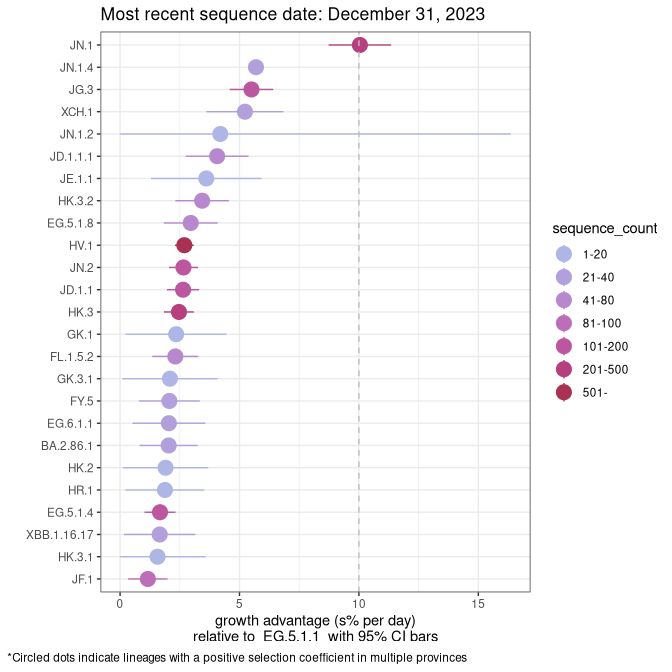 Most recent sequence date: December 31, 2023
JN.1
JN.1.4
JG.3
XCH.1
JN.1.2
JD.1.1.1
JE.1.1
HK.3.2
EG.5.1.8
HV.1
JN.2
JD.1.1
HK.3
GK.1
FL.1.5.2
GK.3.1
FY.5
EG.6.1.1
BA.2.86.1
HK.2
HR.1
EG.5.1.4
XBB.1.16.17
HK.3.1
JF.1
0 5 10 15
growth advantage (s% per day)
relative to EG.5.1.1 with 95% CI bars
*Circled dots indicate lineages with a positive selection coefficient in multiple provinces
sequence_count
1-20
21-40
41-80
81-100
101-200
201-500
501-